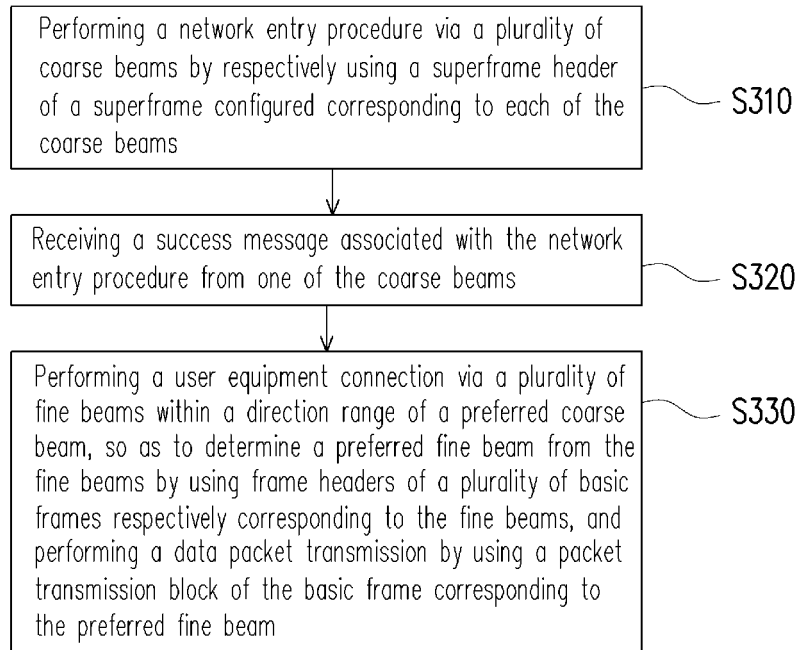 Performing a network entry procedure via a plurality of
coarse beams by respectively using a superframe header
of a superframe configured corresponding to each of the
coarse beams
S310
Receiving a success message associated with the network
entry procedure from one of the coarse beams
S320
Performing a user equipment connection via a plurality of
fine beams within a direction range of a preferred coarse
beam, so as to determine a preferred fine beam from the
fine beams by using frame headers of a plurality of basic
frames respectively corresponding to the fine beams, and
performing a data packet transmission by using a packet
transmission block of the basic frame corresponding to
the preferred fine beam
S330